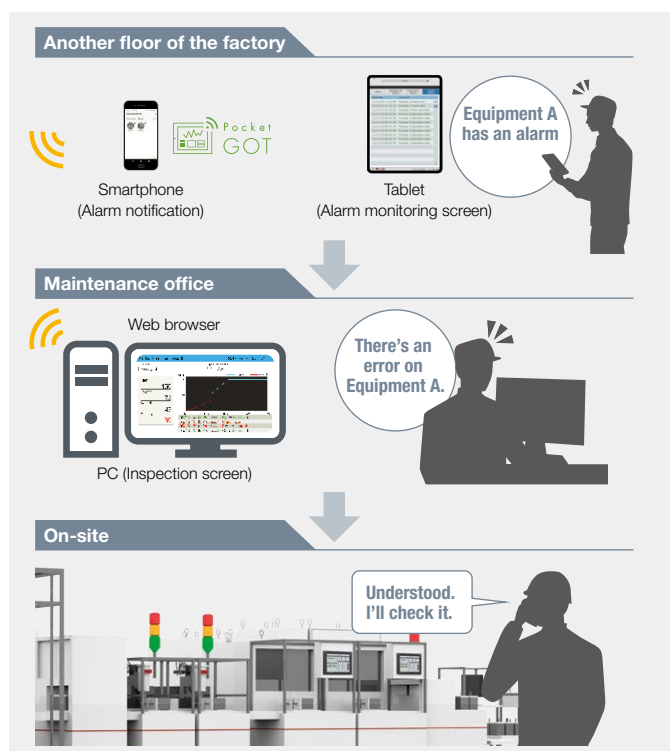 Another floor of the factory
Pocket
GOT
Equipment A
has an alarm
Smartphone
(Alarm notification)
Tablet
(Alarm monitoring screen)
Maintenance office
Web browser
There's an
error on
Equipment A.
PC (Inspection screen)
On-site
Understood.
I'll check it.